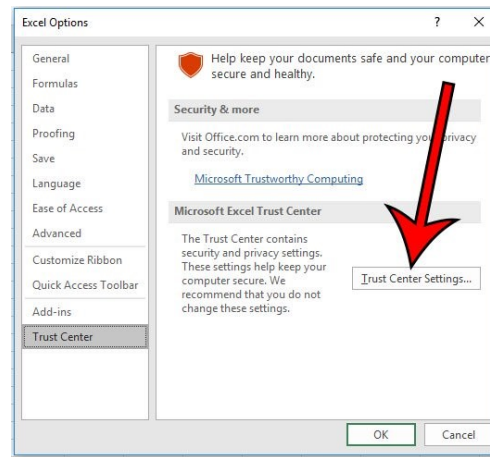 Excel Options
? ×
General
Formulas
Data
Proofing
Save
Language
Ease of Access
Advanced
Customize Ribbon
Quick Access Toolbar
Add-ins
Trust Center
Help keep your documents safe and your computer
secure and healthy.
Security & more
Visit Office.com to learn more about protecting your privacy
and security.
Microsoft Trustworthy Computing
Microsoft Excel Trust Center
The Trust Center contains
security and privacy settings.
These settings help keep your
computer secure. We
recommend that you do not
change these settings.
Trust Center Settings...
OK
Cancel